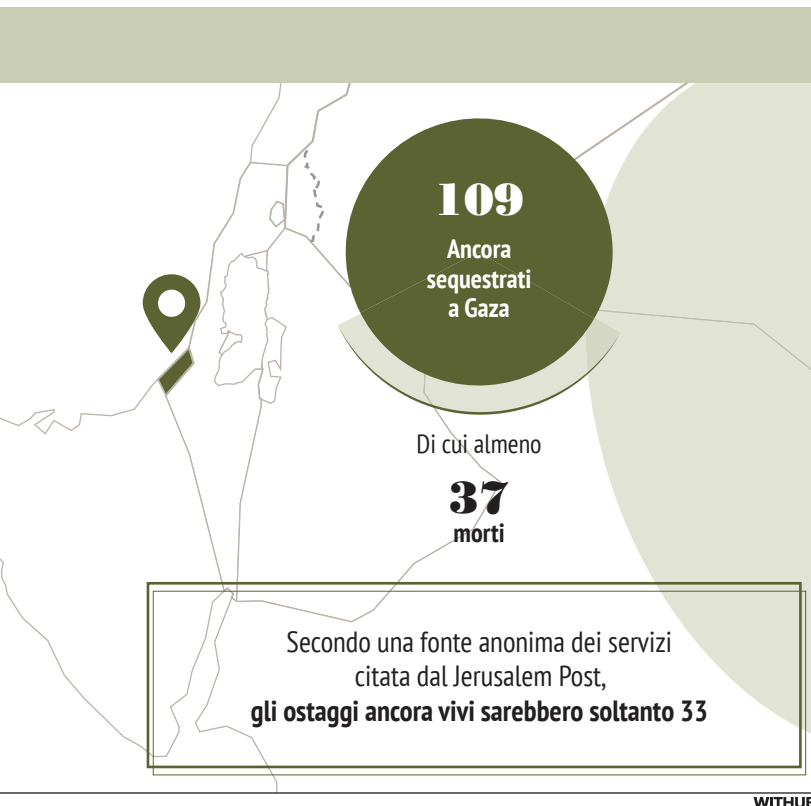 109
Ancora
sequestrati
a Gaza
Di cui almeno
37
morti
Secondo una fonte anonima dei servizi
citata dal Jerusalem Post,
gli ostaggi ancora vivi sarebbero soltanto 33